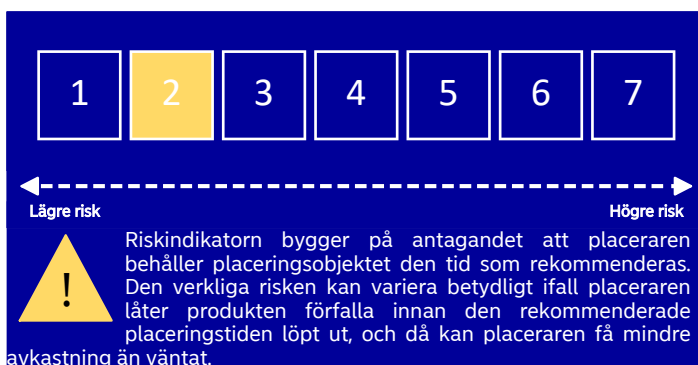 1 2 3 4 5 6 7
Lägre risk Högre risk
Riskindikatorn bygger på antagandet att placeraren
behåller placeringsobjektet den tid som rekommenderas.
Den verkliga risken kan variera betydligt ifall placeraren
låter produkten förfalla innan den rekommenderade
placeringstiden löpt ut, och då kan placeraren få mindre
avkastning än väntat.
!